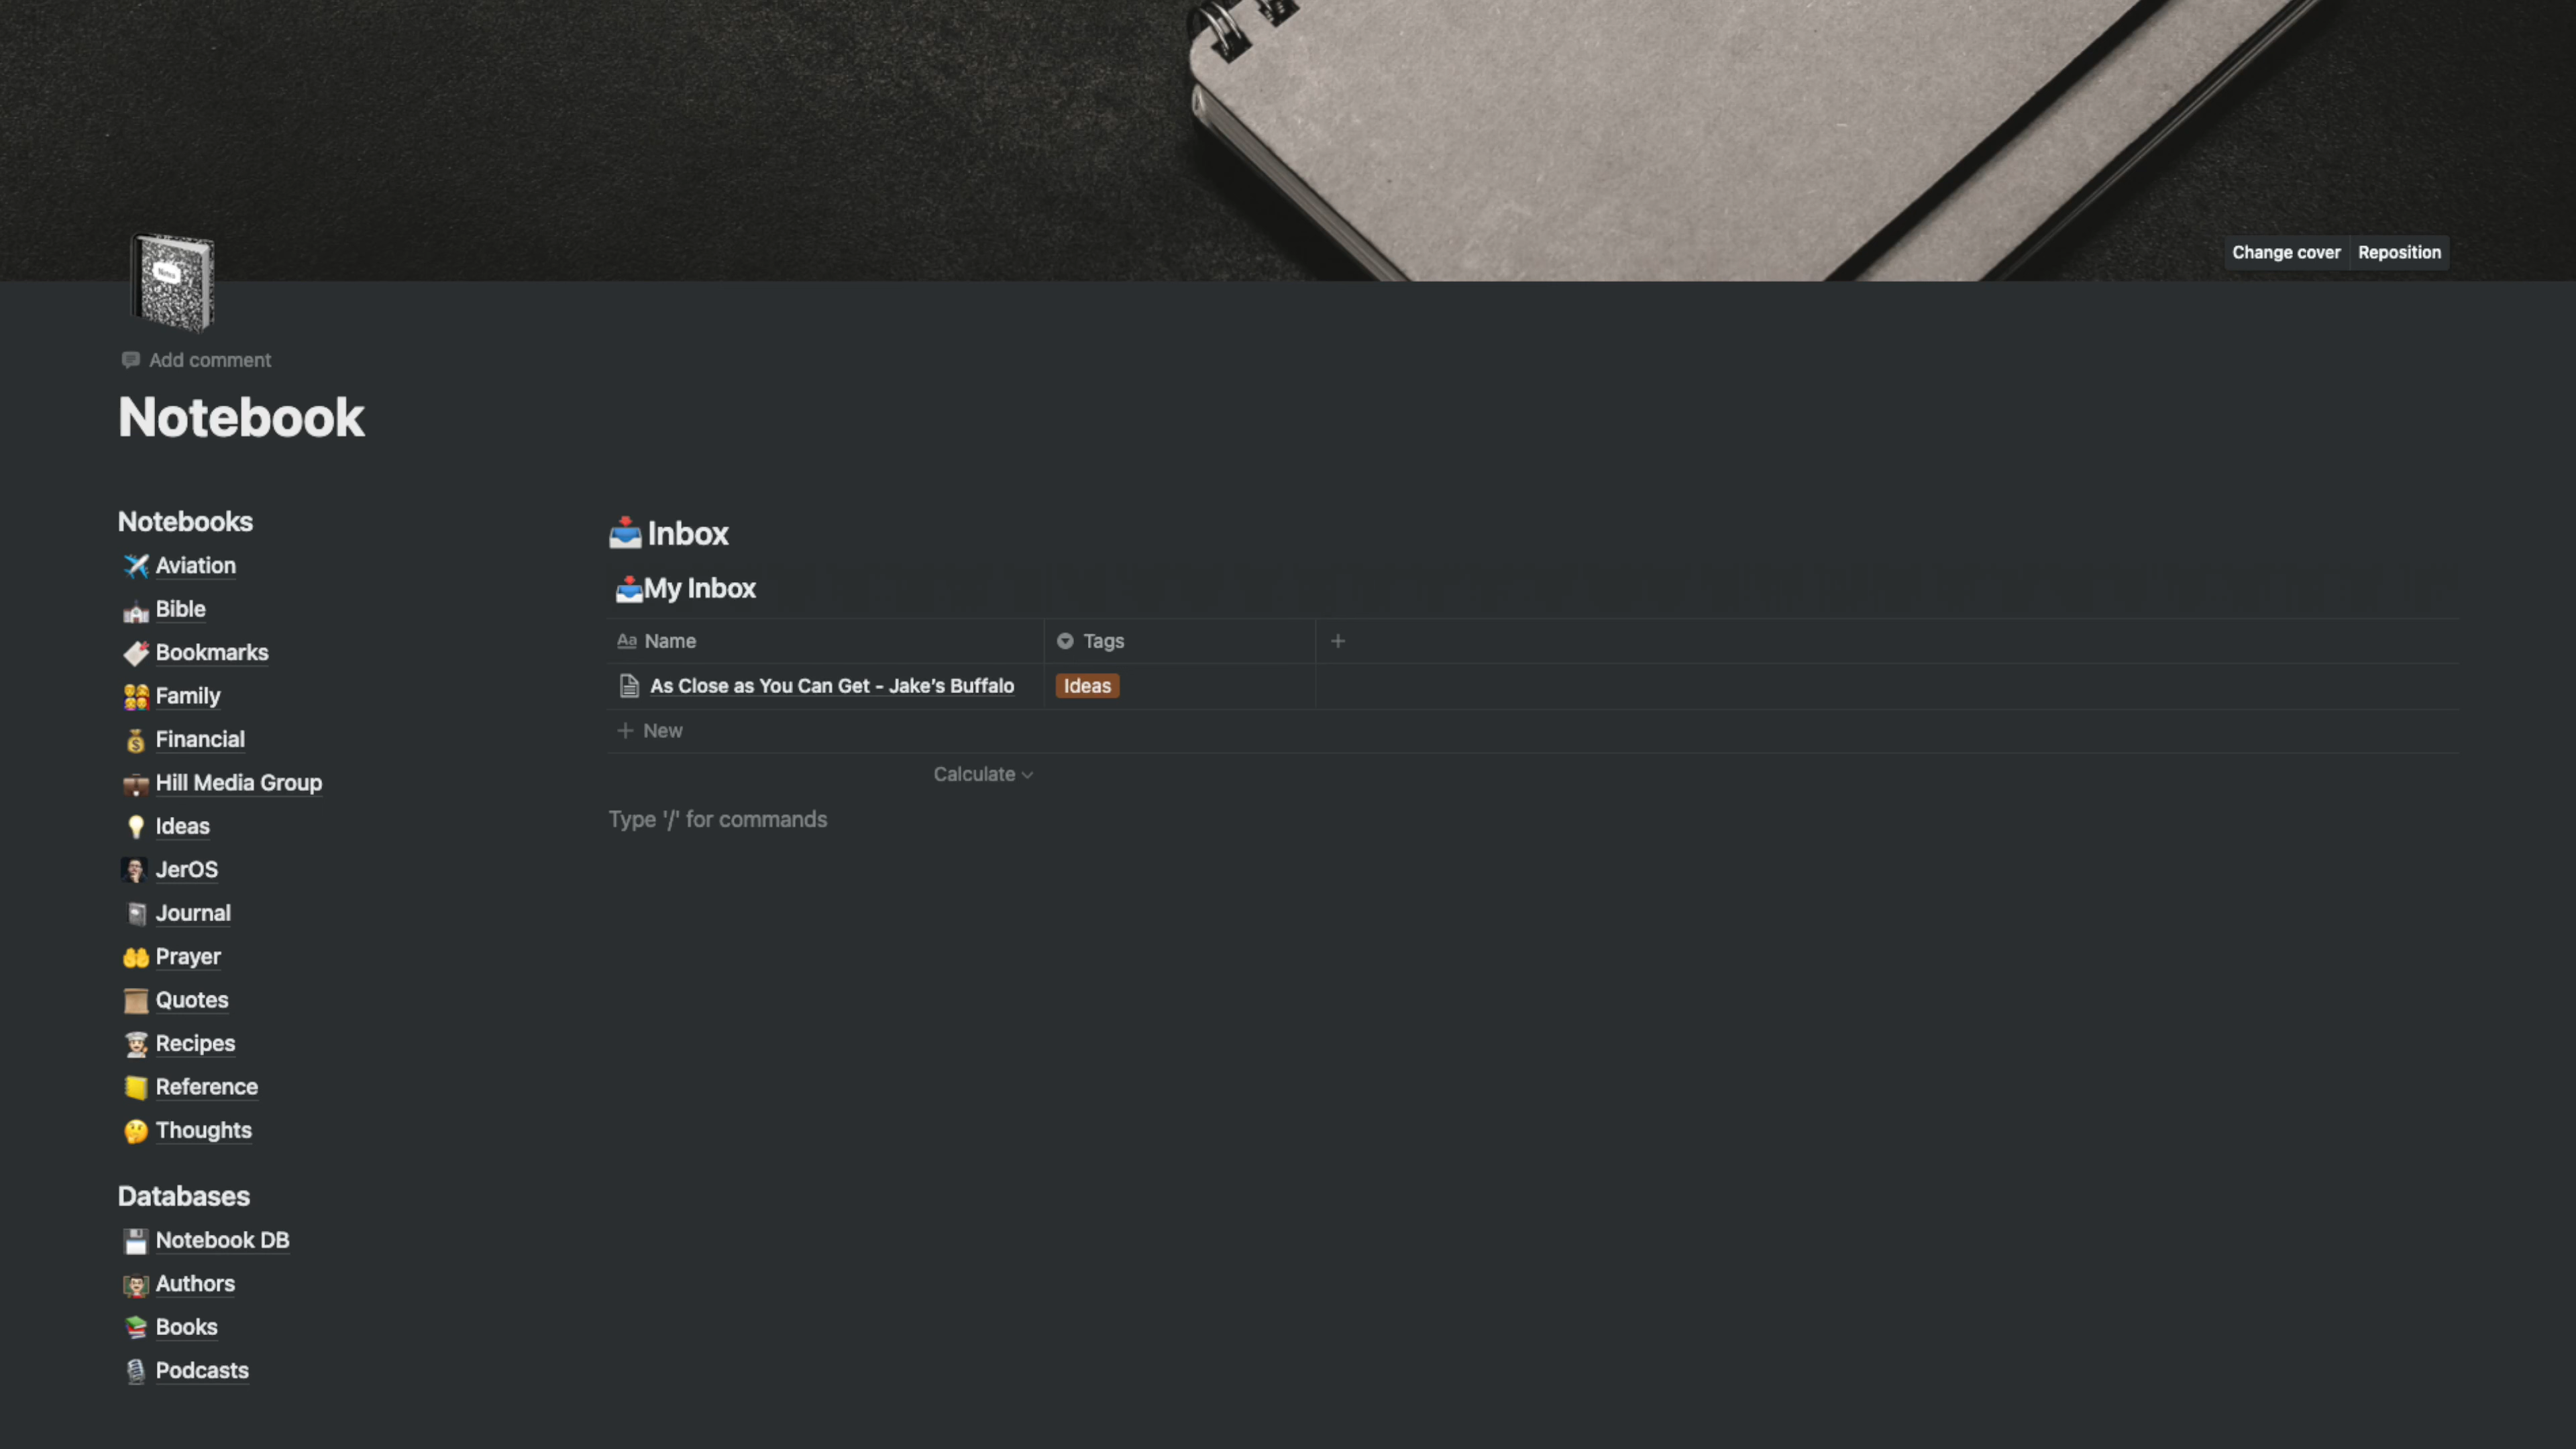 Change cover Reposition
Notes
Add comment
Notebook
Notebooks
Aviation
Bible
Bookmarks
Family
Financial
Hill Media Group
Ideas
JerOS
Journal
Prayer
Quotes
Recipes
Reference
Thoughts
Databases
Notebook DB
Authors
Books
Podcasts
Inbox
My Inbox
Aa Name Tags +
As Close as You Can Get - Jake’s Buffalo Ideas
+ New
Calculate
Type '/' for commands